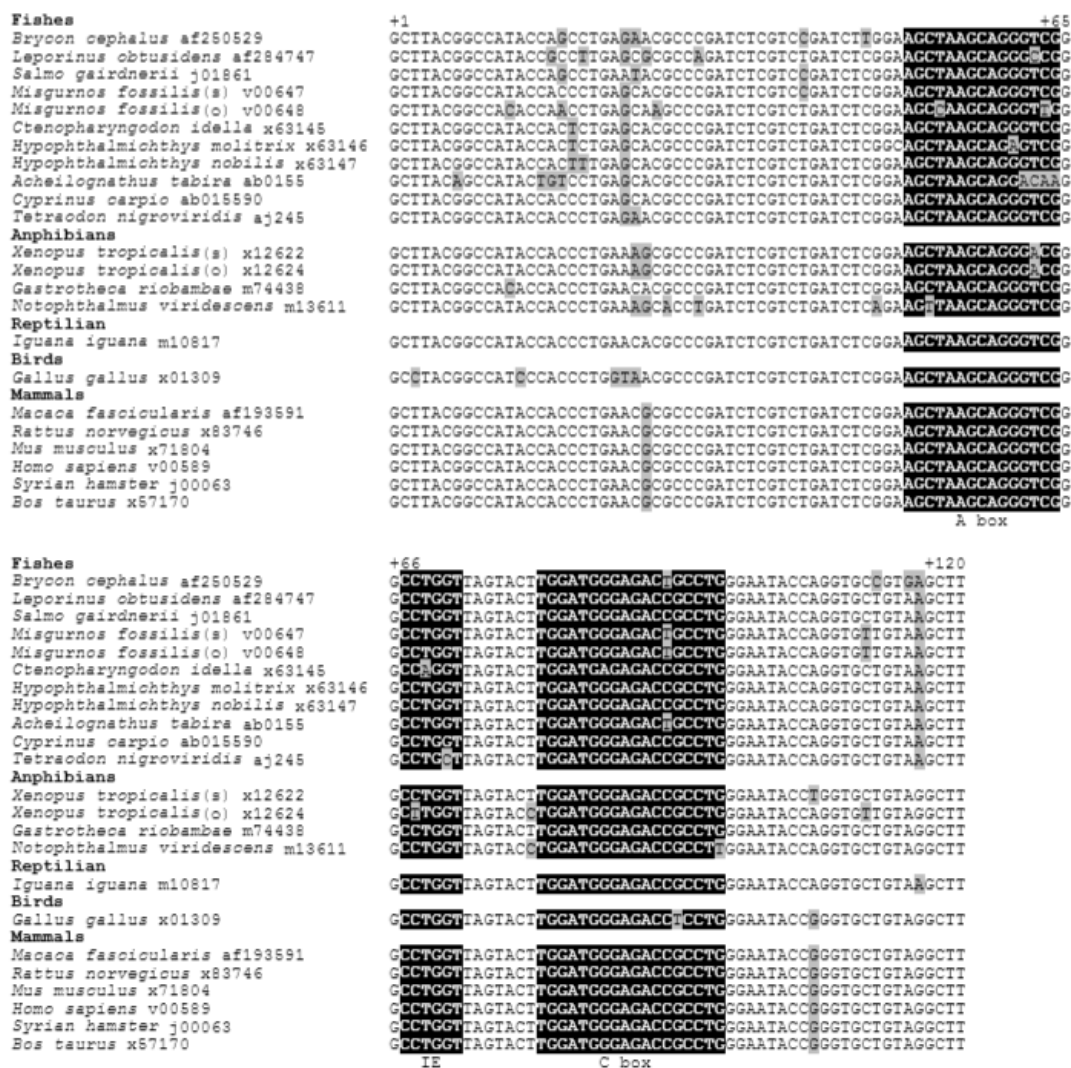 Fishes +1 +65
Brycon cephalus af250529 GCTTACGGCCATACCAGCCTGAGAACGCCCGATCTCGTCCGATCTTGGAAGCTAAGCAGGGTCGG
Leporinus obtusidens af284747 GCTTACGGCCATACCGCCTTGAGCGCGCCAGATCTCGTCTGATCTCGGAAGCTAAGCAGGGCCGG
Salmo gairdnerii j01861 GCTTACGGCCATACCAGCCTGAATACGCCCGATCTCGTCCGATCTCGGAAGCTAAGCAGGGTCGG
Misgurnos fossilis(s) v00647 GCTTACGGCCATACCACCCTGAGCACGCCCGATCTCGTCCGATCTCGGAAGCTAAGCAGGGTCGG
Misgurnos fossilis(o) v00648 GCTTACGGCCACACCAACCTGAGCAAGCCCGATCTCGTCTGATCTCGGAAGCCAAGCAGGGTTGG
Ctenopharyngodon idella x63145 GCTTACGGCCATACCACTCTGAGCACGCCCGATCTCGTCTGATCTCGGAAGCTAAGCAGGGTCGG
Hypophthalmichthys molitrix x63146 GCTTACGGCCATACCACTCTGAGCACGCCCGATCTCGTCTGATCTCGGCAGCTAAGCAGAGTCGG
Hypophthalmichthys nobilis x63147 GCTTACGGCCATACCACTTTGAGCACGCCCGATCTCGTCTGATCTCGGAAGCTAAGCAGGGTCGG
Acheilognathus tabira ab0155 GCTTACAGCCATACTGTCCTGAGCACGCCCGATCTCGTCTGATCTCGGAAGCTAAGCAGGACAAG
Cyprinus carpio ab015590 GCTTACGGCCATACCACCCTGAGCACGCCCGATCTCGTCTGATCTCGGAAGCTAAGCAGGGTCGG
Tetraodon nigroviridis aj245 GCTTACGGCCATACCACCCTGAGAACGCCCGATCTCGTCTGATCTCGGAAGCTAAGCAGGGTCGG
Anphibians
Xenopus tropicalis(s) x12622 GCTTACGGCCATACCACCCTGAAAGCGCCCGATCTCGTCTGATCTCGGAAGCTAAGCAGGGACGG
Xenopus tropicalis(o) x12624 GCTTACGGCCATACCACCCTGAAAGCGCCCGATCTCGTCTGATCTCGGAAGCTAAGCAGGGACGG
Gastrotheca riobambae m74438 GCTTACGGCCACACCACCCTGAACACGCCCGATCTCGTCTGATCTCGGAAGCTAAGCAGGGTCGG
Notophthalmus viridescens m13611 GCTTACGGCCATACCACCCTGAAAGCACCTGATCTCGTCTGATCTCAGAAGTTAAGCAGGGTCGG
Reptilian
Iguana iguana m10817 GCTTACGGCCATACCACCCTGAACACGCCCGATCTCGTCTGATCTCGGAAGCTAAGCAGGGTCGG
Birds
Gallus gallus x01309 GCCTACGGCCATCCCACCCTGGTAACGCCCGATCTCGTCTGATCTCGGAAGCTAAGCAGGGTCGG
Mammals
Macaca fascicularis af193591 GCTTACGGCCATACCACCCTGAACGCGCCCGATCTCGTCTGATCTCGGAAGCTAAGCAGGGTCGG
Rattus norvegicus x83746 GCTTACGGCCATACCACCCTGAACGCGCCCGATCTCGTCTGATCTCGGAAGCTAAGCAGGGTCGG
Mus musculus x71804 GCTTACGGCCATACCACCCTGAACGCGCCCGATCTCGTCTGATCTCGGAAGCTAAGCAGGGTCGG
Homo sapiens v00589 GCTTACGGCCATACCACCCTGAACGCGCCCGATCTCGTCTGATCTCGGAAGCTAAGCAGGGTCGG
Syrian hamster j00063 GCTTACGGCCATACCACCCTGAACGCGCCCGATCTCGTCTGATCTCGGAAGCTAAGCAGGGTCGG
Bos taurus x57170 GCTTACGGCCATACCACCCTGAACGCGCCCGATCTCGTCTGATCTCGGAAGCTAAGCAGGGTCGG
A box
Fishes +66 +120
Brycon cephalus af250529 GCCTGGTTAGTACTTGGATGGGAGACTGCCTGGGAATACCAGGTGCCGTGAGCTT
Leporinus obtusidens af284747 GCCTGGTTAGTACTTGGATGGGAGACCGCCTGGGAATACCAGGTGCTGTAAGCTT
Salmo gairdnerii j01861 GCCTGGTTAGTACTTGGATGGGAGACCGCCTGGGAATACCAGGTGCTGTAAGCTT
Misgurnos fossilis(s) v00647 GCCTGGTTAGTACTTGGATGGGAGACTGCCTGGGAATACCAGGTGTTGTAAGCTT
Misgurnos fossilis(o) v00648 GCCTGGTTAGTACTTGGATGGGAGACTGCCTGGGAATACCAGGTGTTGTAAGCTT
Ctenopharyngodon idella x63145 GCCAGGTTAGTACTTGGATGAGAGACCGCCTGGGAATACCAGGTGCTGTAAGCTT
Hypophthalmichthys molitrix x63146 GCCTGGTTAGTACTTGGATGGGAGACCGCCTGGGAATACCAGGTGCTGTAAGCTT
Hypophthalmichthys nobilis x63147 GCCTGGTTAGTACTTGGATGGGAGACCGCCTGGGAATACCAGGTGCTGTAAGCTT
Acheilognathus tabira ab0155 GCCTGGTTAGTACTTGGATGGGAGACTGCCTGGGAATACCAGGTGCTGTAAGCTT
Cyprinus carpio ab015590 GCCTGGTTAGTACTTGGATGGGAGACCGCCTGGGAATACCAGGTGCTGTAAGCTT
Tetraodon nigroviridis aj245 GCCTGCTTAGTACTTGGATGGGAGACCGCCTGGGAATACCAGGTGCTGTAAGCTT
Anphibians
Xenopus tropicalis(s) x12622 GCCTGGTTAGTACTTGGATGGGAGACCGCCTGGGAATACCTGGTGCTGTAGGCTT
Xenopus tropicalis(o) x12624 GCTTGGTTAGTACCTGGATGGGAGACCGCCTGGGAATACCAGGTGTTGTAGGCTT
Gastrotheca riobambae m74438 GCCTGGTTAGTACTTGGATGGGAGACCGCCTGGGAATACCAGGTGCTGTAGGCTT
Notophthalmus viridescens m13611 GCCTGGTTAGTACCTGGATGGGAGACCGCCTTGGAATACCAGGTGCTGTAGGCTT
Reptilian
Iguana iguana m10817 GCCTGGTTAGTACTTGGATGGGAGACCGCCTGGGAATACCAGGTGCTGTAAGCTT
Birds
Gallus gallus x01309 GCCTGGTTAGTACTTGGATGGGAGACCTCCTGGGAATACCGGGTGCTGTAGGCTT
Mammals
Macaca fascicularis af193591 GCCTGGTTAGTACTTGGATGGGAGACCGCCTGGGAATACCGGGTGCTGTAGGCTT
Rattus norvegicus x83746 GCCTGGTTAGTACTTGGATGGGAGACCGCCTGGGAATACCGGGTGCTGTAGGCTT
Mus musculus x71804 GCCTGGTTAGTACTTGGATGGGAGACCGCCTGGGAATACCGGGTGCTGTAGGCTT
Homo sapiens v00589 GCCTGGTTAGTACTTGGATGGGAGACCGCCTGGGAATACCGGGTGCTGTAGGCTT
Syrian hamster j00063 GCCTGGTTAGTACTTGGATGGGAGACCGCCTGGGAATACCGGGTGCTGTAGGCTT
Bos taurus x57170 GCCTGGTTAGTACTTGGATGGGAGACCGCCTGGGAATACCGGGTGCTGTAGGCTT
IE C box